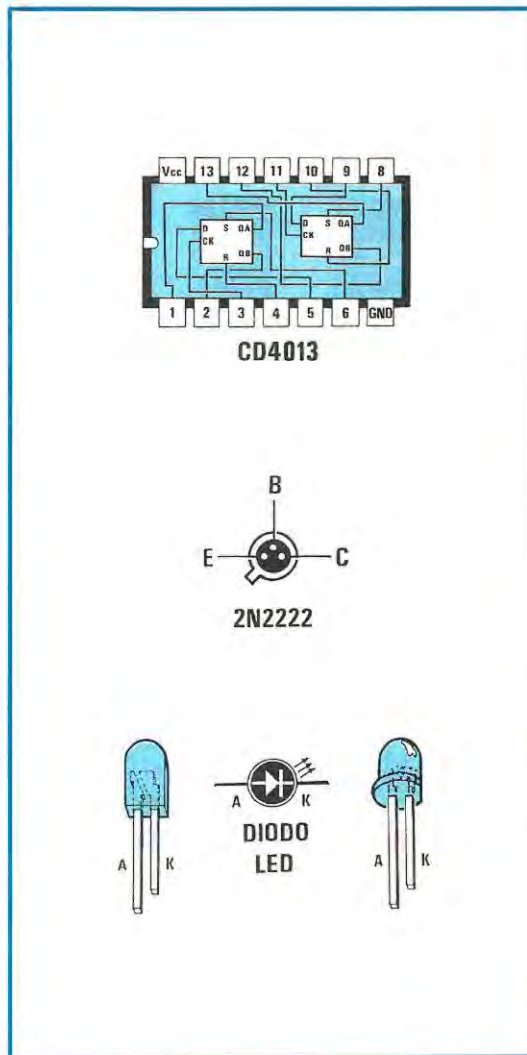 Vcc 13 12 11 10 9 8
D S QA
CK
QB
R
D S QA
CK
QB
R
1 2 3 4 5 6 GND
CD4013
B
E C
2N2222
A K
A K
DIODO
LED
A K